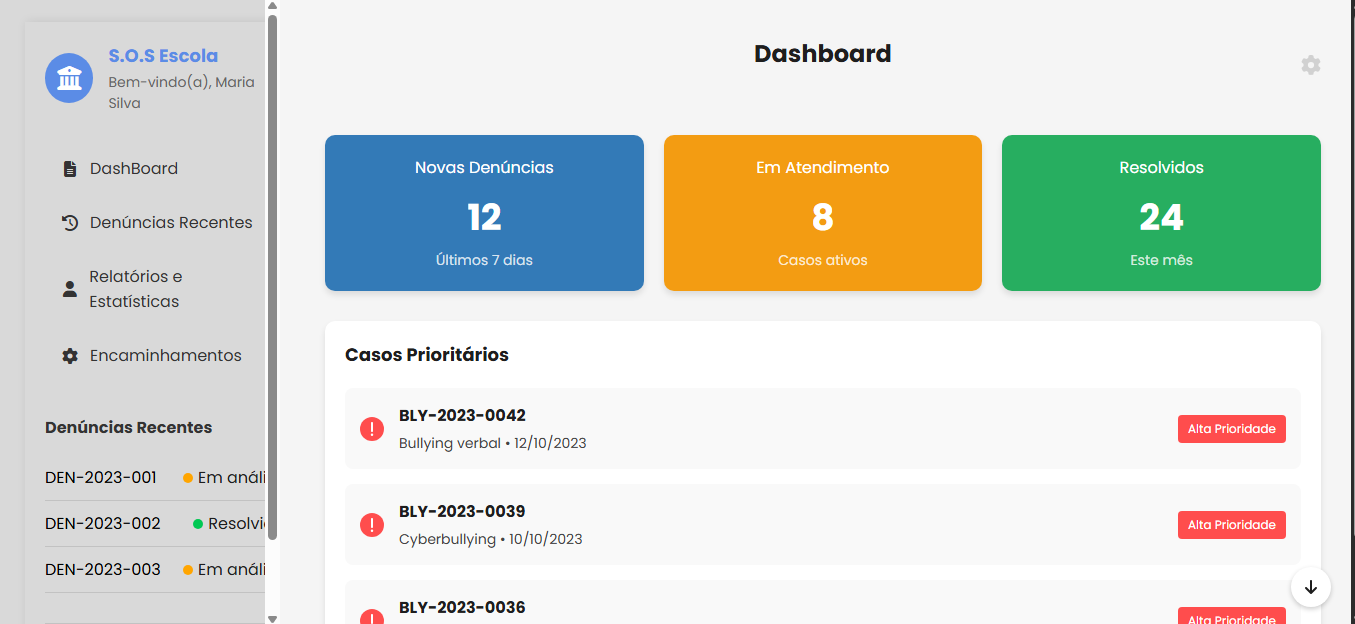 S.O.S Escola
Bem-vindo(a), Maria
Silva
DashBoard
Denúncias Recentes
Relatórios e
Estatísticas
Encaminhamentos
Denúncias Recentes
DEN-2023-001 Em análi
DEN-2023-002 Resolvi
DEN-2023-003 Em análi
Dashboard
Novas Denúncias
12
Últimos 7 dias
Em Atendimento
8
Casos ativos
Resolvidos
24
Este mês
Casos Prioritários
BLY-2023-0042
Bullying verbal • 12/10/2023
Alta Prioridade
BLY-2023-0039
Cyberbullying • 10/10/2023
Alta Prioridade
BLY-2023-0036
Alta Prioridade